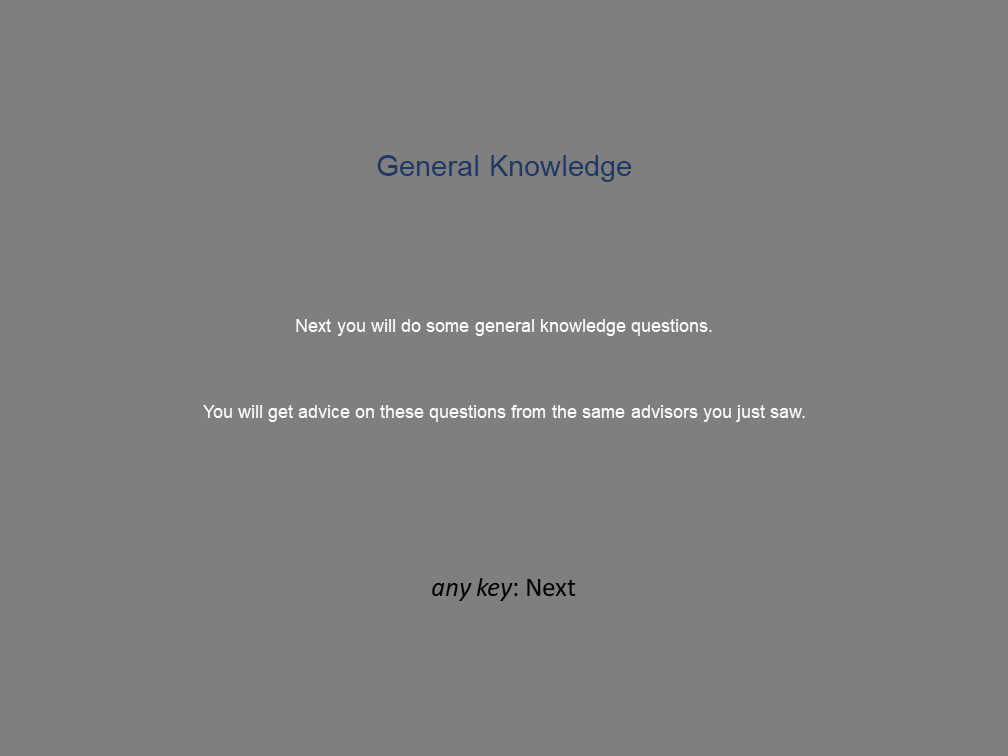 General Knowledge
Next you will do some general knowledge questions.
You will get advice on these questions from the same advisors you just saw.
any key: Next